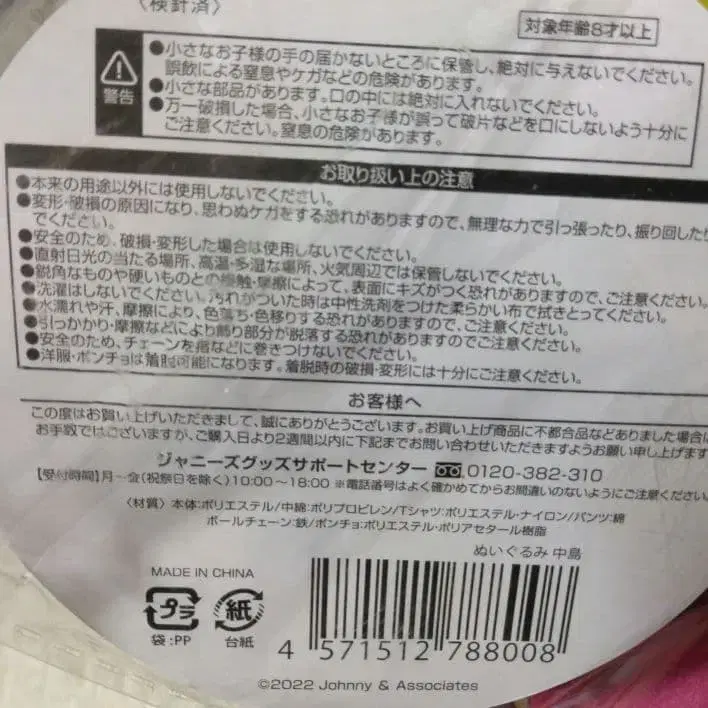 〈検針済〉
対象年齢8才以上
警告
●小さなお子様の手の届かないところに保管し、絶対に与えないでください。
誤飲による窒息やケガなどの危険があります。
●小さな部品があります。口の中には絶対に入れないでください。
●万一破損した場合、小さなお子様が誤って破片などを口にしないよう十分に
ご注意ください。窒息の危険があります。
お取り扱い上の注意
●本来の用途以外には使用しないでください。
●変形・破損の原因になり、思わぬケガをする恐れがありますので、無理な力で引っ張ったり、振り回したり
でください。
●安全のため、破損・変形した場合は使用しないでください。
●直射日光の当たる場所、高温・多湿な場所、火気周辺では保管しないでください。
●鋭角なものや硬いものとの接触・摩擦によって、表面にキズがつく恐れがありますので、ご注意ください。
●洗濯はしないでください。汚れがついた時は中性洗剤をつけた柔らかい布で拭きとってください。
●水濡れや汗、摩擦により、色落ち・色移りする恐れがありますので、ご注意ください。
●引っかかり・摩擦などにより飾り部分が脱落する恐れがありますのでご注意ください。
●安全のため、チェーンを指などに巻きつけないでください。
●洋服・ポンチョは着脱可能になります。着脱時の破損・変形には十分にご注意ください。
お客様へ
この度はお買い上げいただきまして、誠にありがとうございます。お買い上げ商品に不都合品などありました場合は
お手数ではございますが、ご購入日より2週間以内に下記までお問い合わせいただきますようお願い申し上げます
ジャニーズグッズサポートセンター 0120-382-310
【受付時間】月～金(祝祭日を除く)10:00～18:00 ※電話番号はよく確かめてからお間違いのないようにご注意ください。
〈材質〉本体:ポリエステル/中綿:ポリプロピレン/Tシャツ:ポリエステル・ナイロン/パンツ:綿
ボールチェーン:鉄/ポンチョ:ポリエステル・ポリアセタール樹脂
ぬいぐるみ 中島
MADE IN CHINA
プラ 紙
袋:PP 台紙
4 571512 788008
©2022 Johnny & Associates